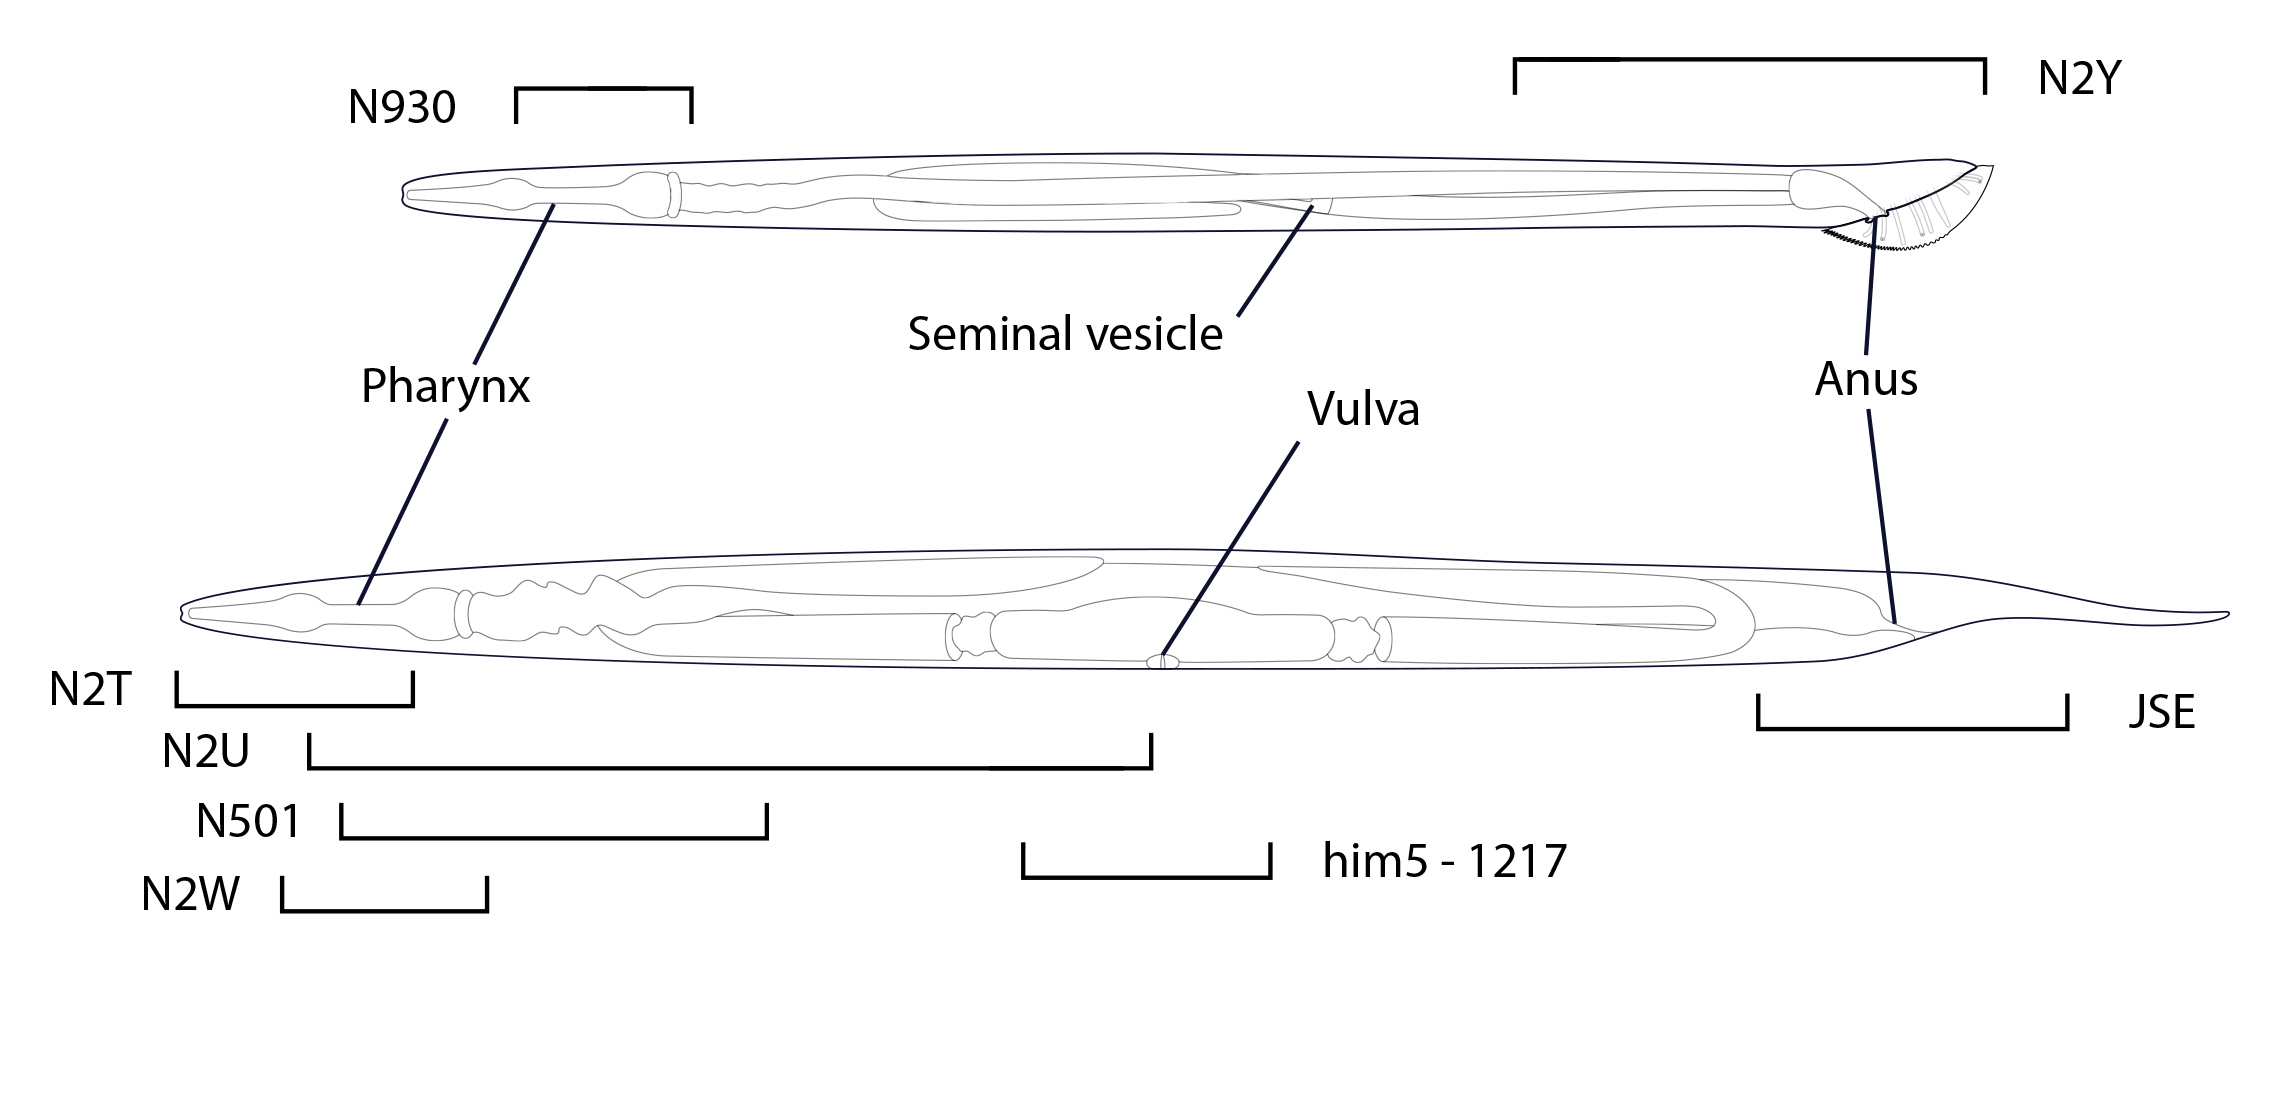 N2Y
N930
Seminal vesicle
Pharynx
Anus
Vulva
N2T
JSE
N2U
N501
him5 - 1217
N2W